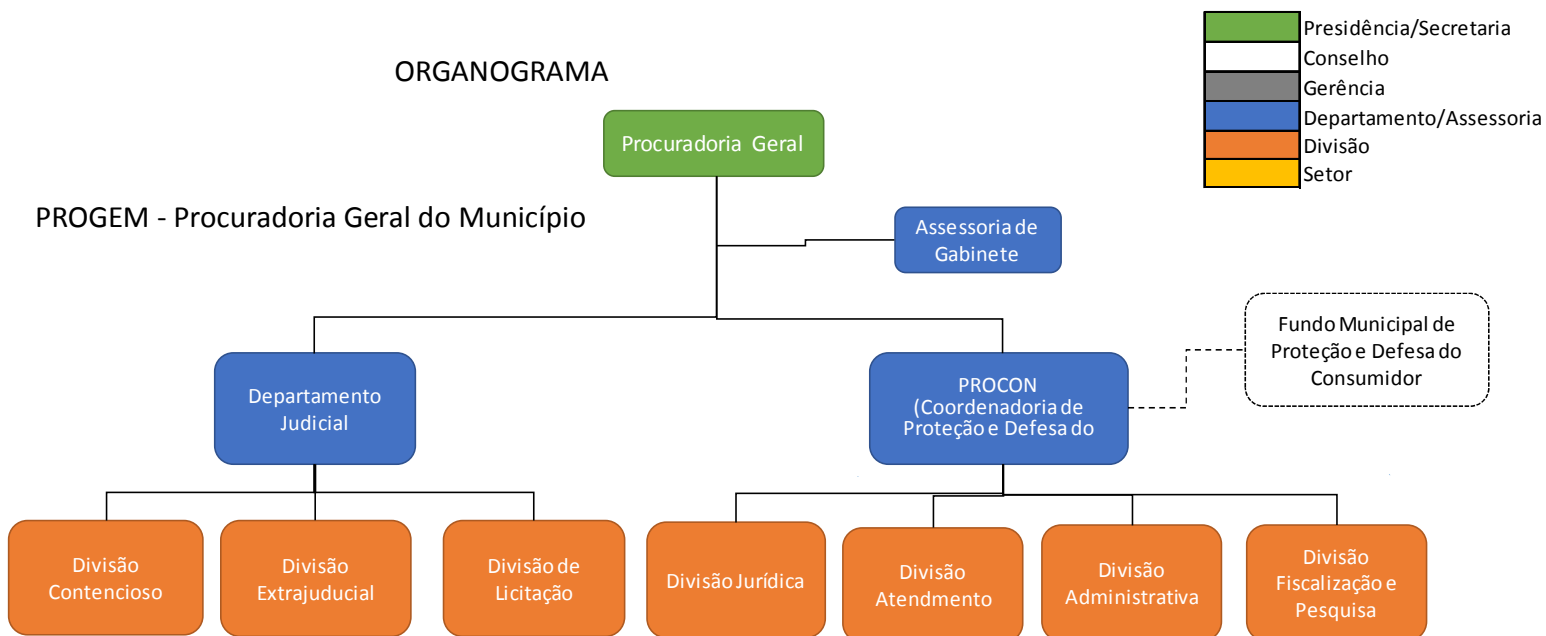 ORGANOGRAMA
Presidência/Secretaria
Conselho
Gerência
Departamento/Assessoria
Divisão
Setor
Procuradoria Geral
PROGEM - Procuradoria Geral do Município
Assessoria de
Gabinete
Fundo Municipal de
Proteção e Defesa do
Consumidor
Departamento
Judicial
PROCON
(Coordenadoria de
Proteção e Defesa do
Divisão
Contencioso
Divisão
Extrajuducial
Divisão de
Licitação
Divisão Jurídica
Divisão
Atendmento
Divisão
Administrativa
Divisão
Fiscalização e
Pesquisa